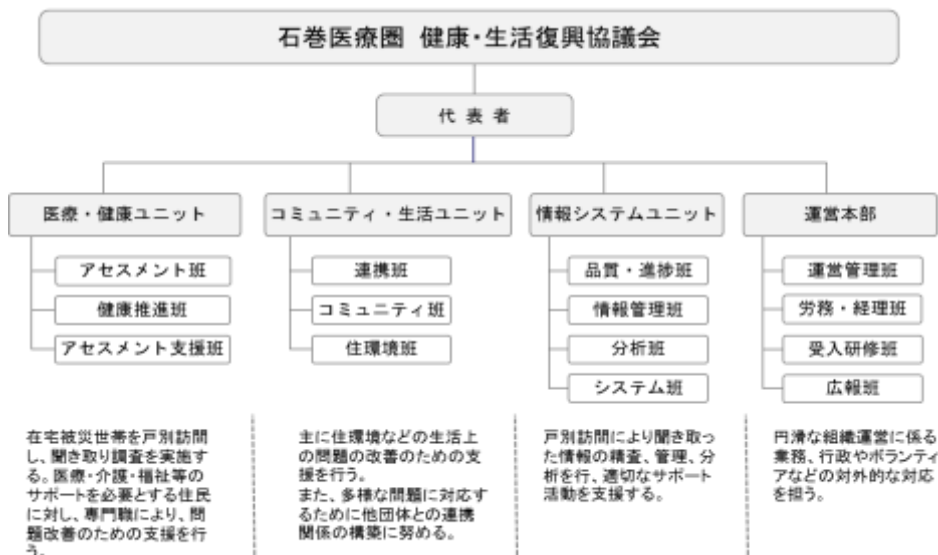 石巻医療圏 健康・生活復興協議会
代 表 者
医療・健康ユニット
アセスメント班
健康推進班
アセスメント支援班
在宅被災世帯を戸別訪問
し、聞き取り調査を実施す
る。医療・介護・福祉等の
サポートを必要とする住民
に対し、専門職により、問
題改善のための支援を行
う。
コミュニティ・生活ユニット
連携班
コミュニティ班
住環境班
主に住環境などの生活上
の問題の改善のための支
援を行う。
また、多様な問題に対応す
るために他団体との連携
関係の構築に努める。
情報システムユニット
品質・進捗班
情報管理班
分析班
システム班
戸別訪問により聞き取っ
た情報の精査、管理、分
析を行、適切なサポート
活動を支援する。
運営本部
運営管理班
労務・経理班
受入研修班
広報班
円滑な組織運営に係る
業務、行政やボランティ
アなどの対外的な対応
を担う。